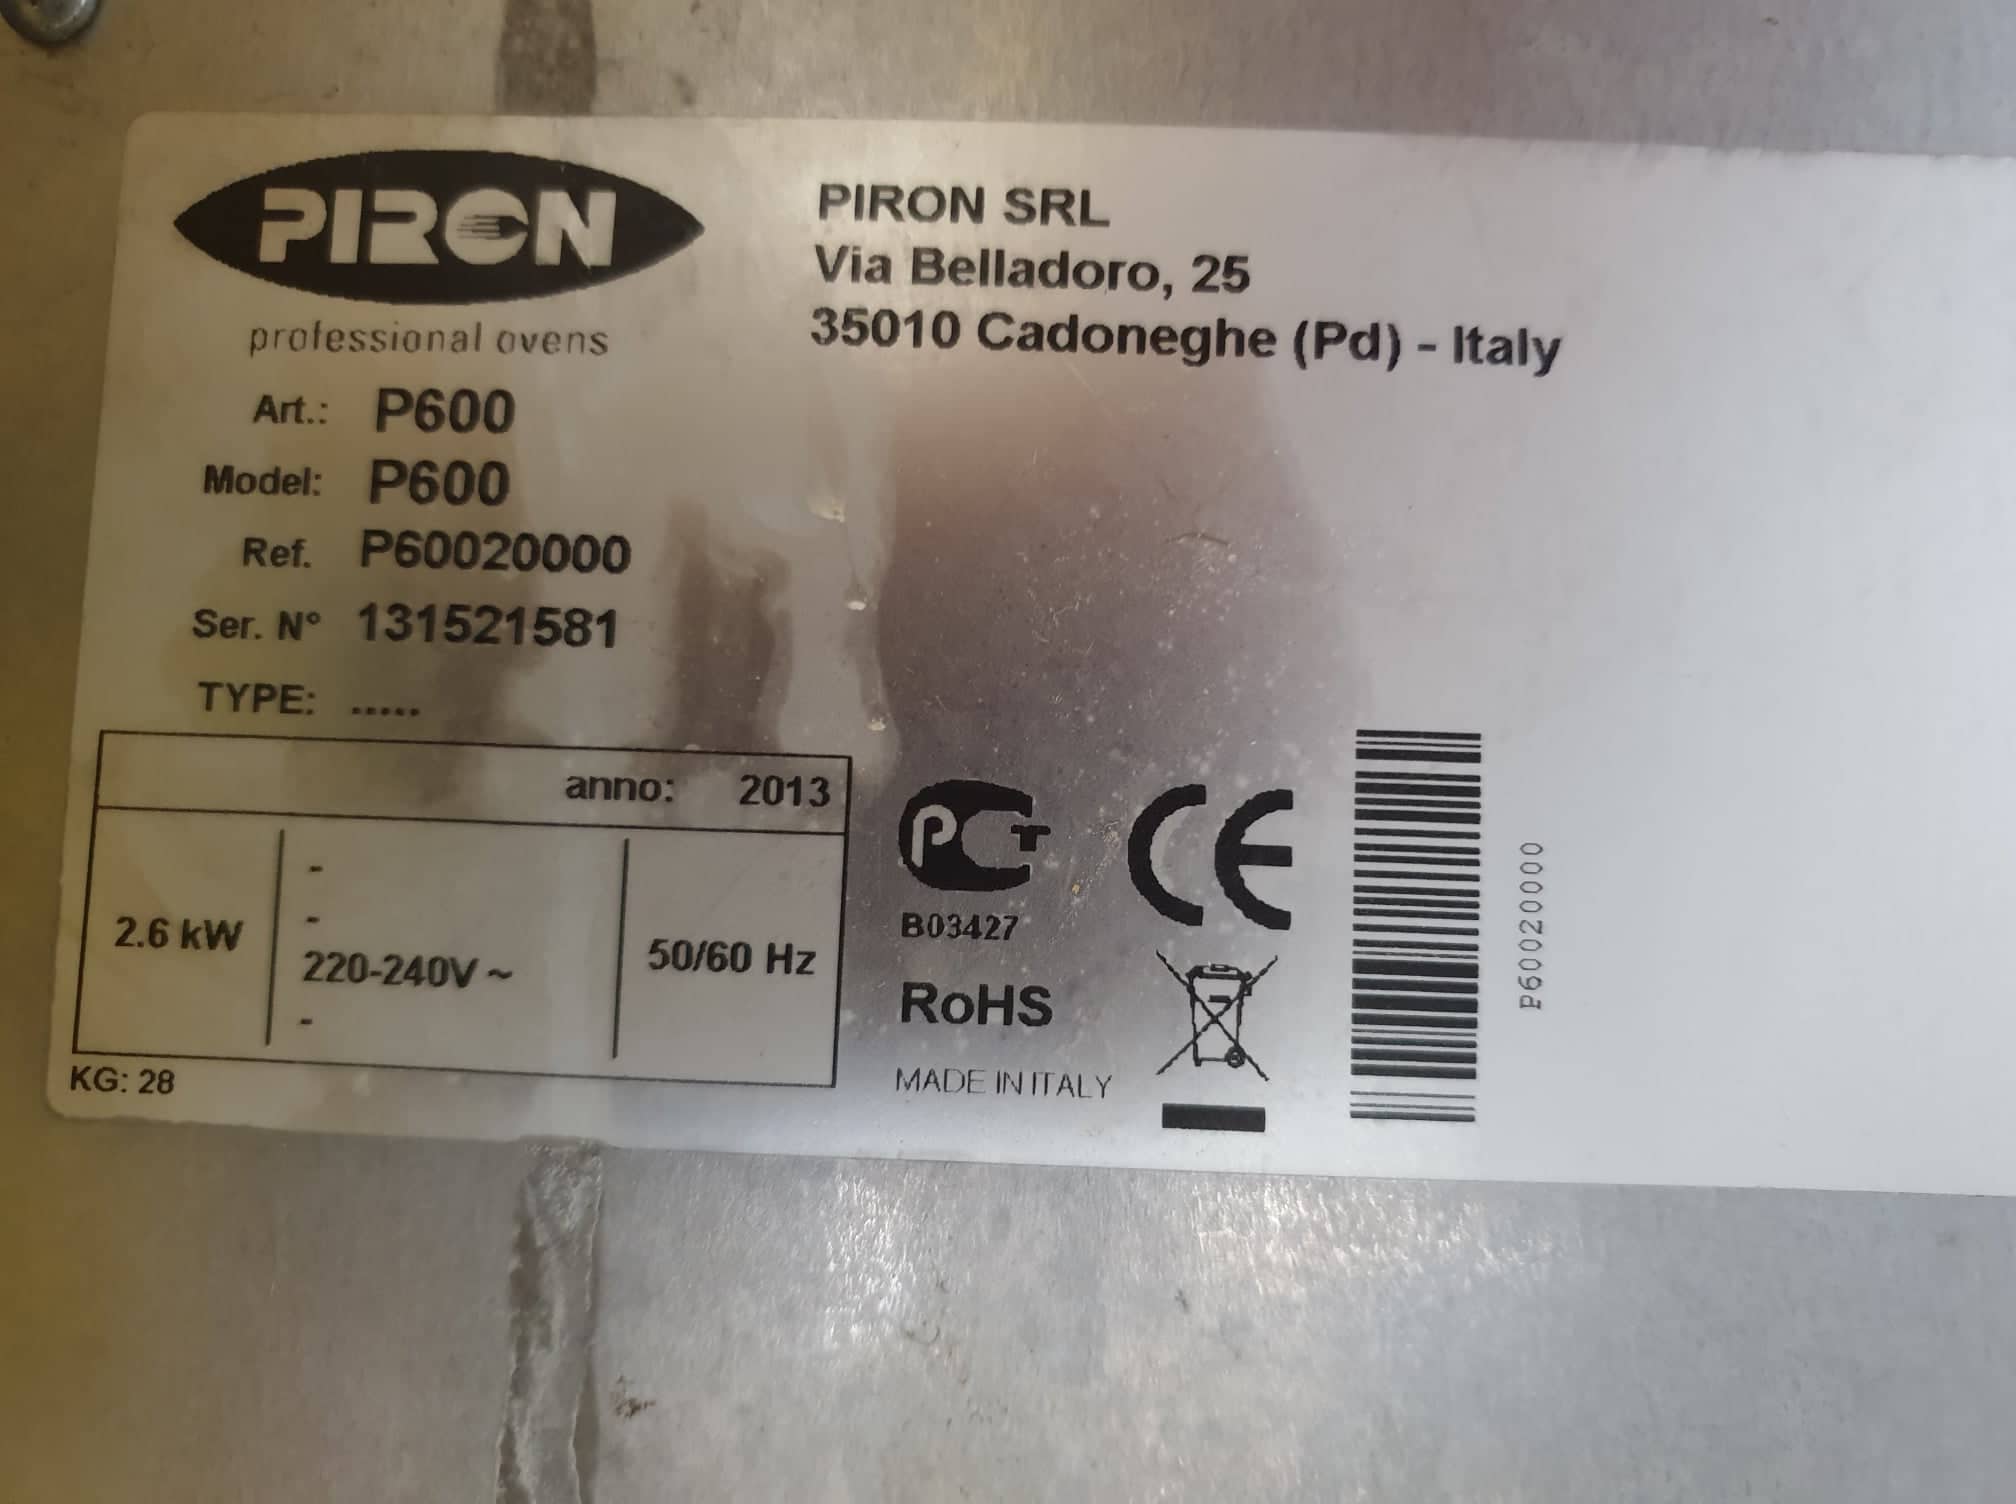 PIRON
professional ovens
PIRON SRL
Via Belladoro, 25
35010 Cadoneghe (Pd) - Italy
Art.: P600
Model: P600
Ref. P60020000
Ser. N° 131521581
TYPE: .....
anno: 2013
2.6 kW
-
-
220-240V ~
-
50/60 Hz
KG: 28
РСТ
B03427
CE
RoHS
MADE IN ITALY
P60020000